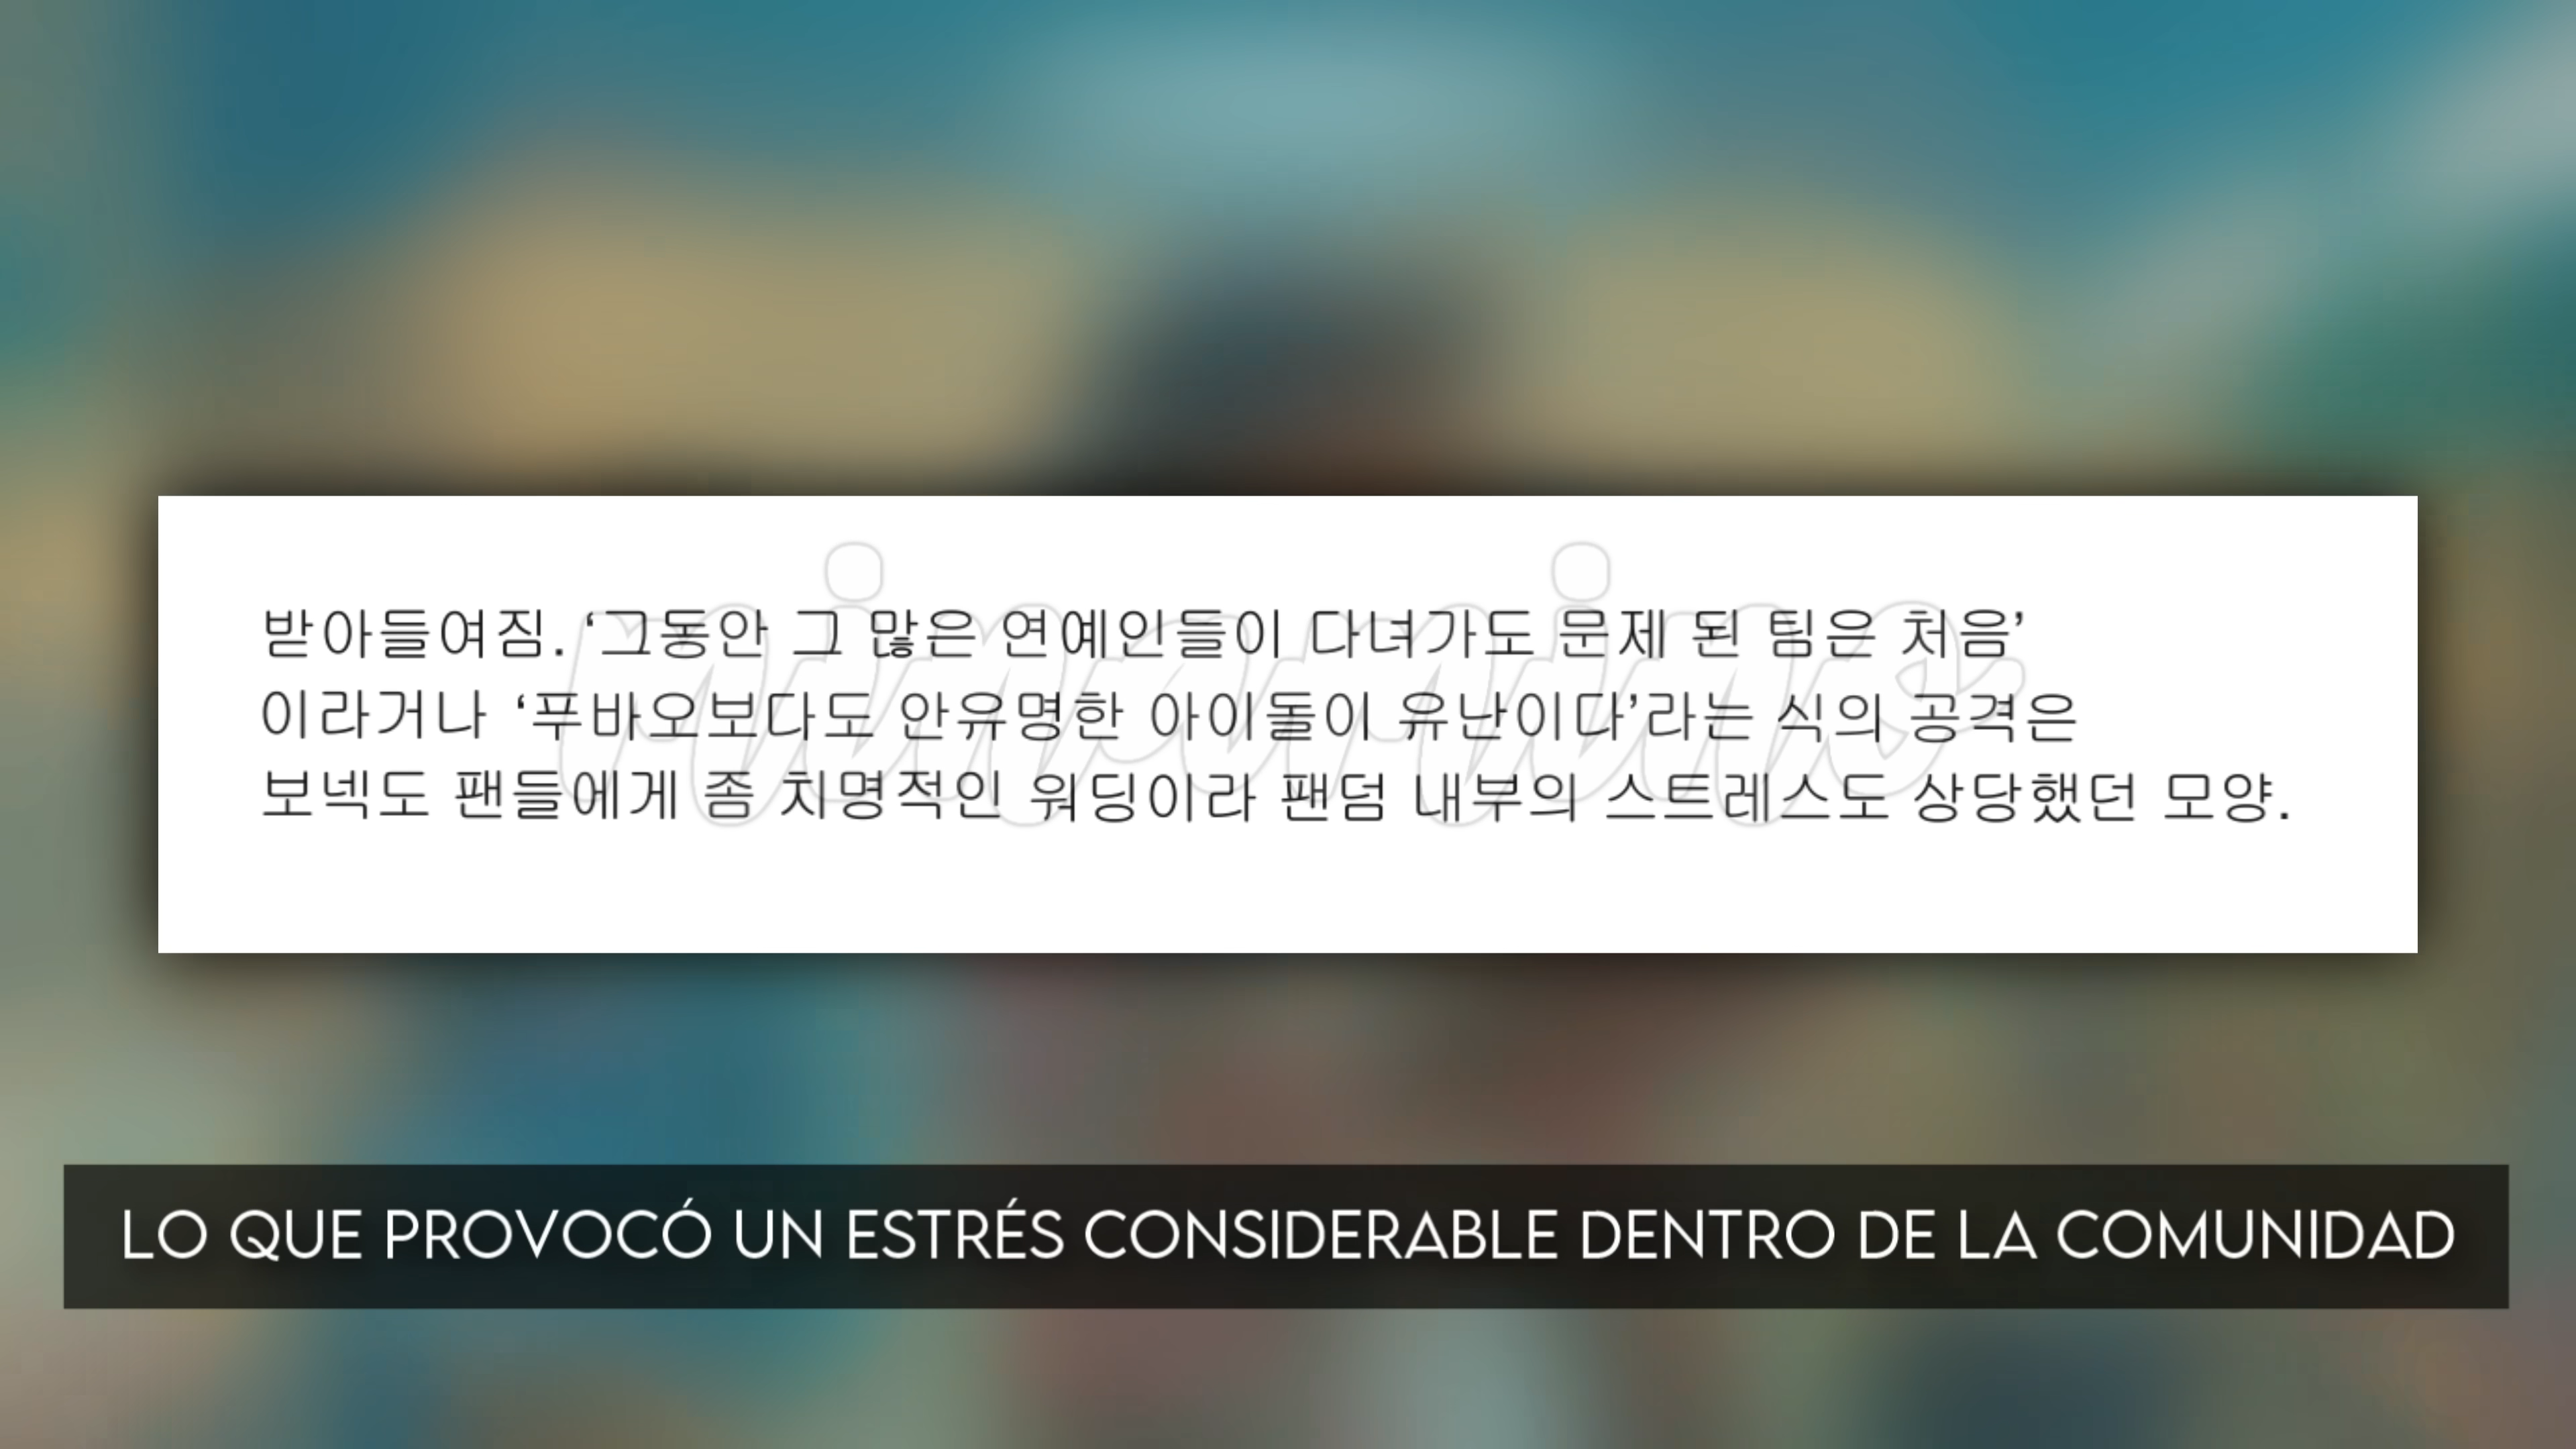 받아들여짐. ‘그동안 그 많은 연예인들이 다녀가도 문제 된 팀은 처음’
이라거나 ‘푸바오보다도 안유명한 아이돌이 유난이다’라는 식의 공격은
보넥도 팬들에게 좀 치명적인 워딩이라 팬덤 내부의 스트레스도 상당했던 모양.
LO QUE PROVOCÓ UN ESTRÉS CONSIDERABLE DENTRO DE LA COMUNIDAD